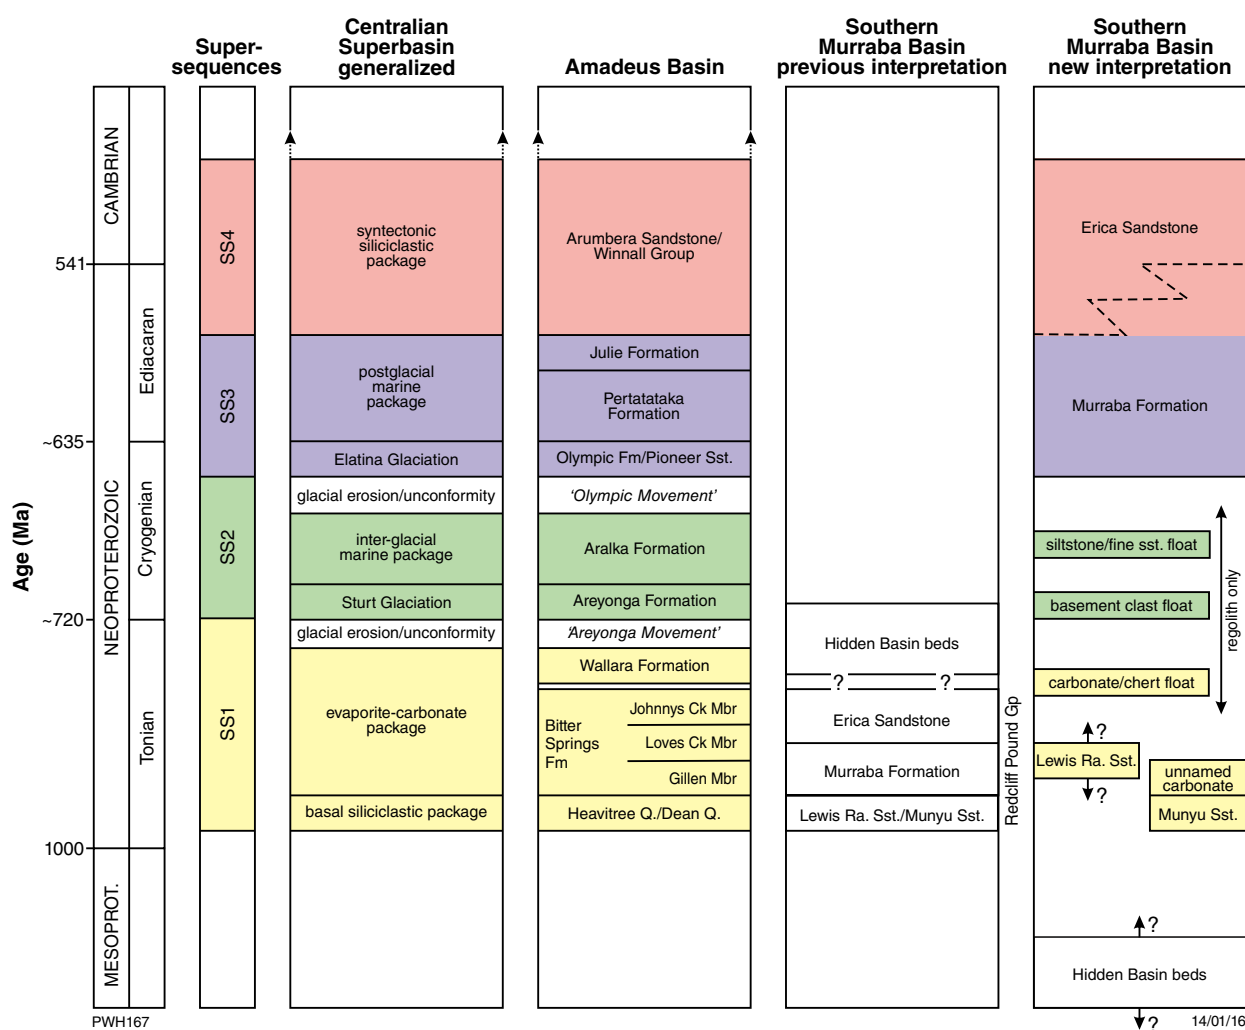 Super-
sequences
Centralian
Superbasin
generalized
Amadeus Basin
Southern
Murraba Basin
previous interpretation
Southern
Murraba Basin
new interpretation
Age (Ma)
541
~635
~720
1000
CAMBRIAN
NEOPROTEROZOIC
MESOPROT.
Ediacaran
Cryogenian
Tonian
SS4
SS3
SS2
SS1
syntectonic
siliciclastic
package
postglacial
marine
package
Elatina Glaciation
glacial erosion/unconformity
inter-glacial
marine package
Sturt Glaciation
glacial erosion/unconformity
evaporite-carbonate
package
basal siliciclastic package
Arumbera Sandstone/
Winnall Group
Julie Formation
Pertatataka
Formation
Olympic Fm/Pioneer Sst.
'Olympic Movement'
Aralka Formation
Areyonga Formation
'Areyonga Movement'
Wallara Formation
Bitter
Springs
Fm
Johnnys Ck Mbr
Loves Ck Mbr
Gillen Mbr
Heavitree Q./Dean Q.
Hidden Basin beds
? ?
Erica Sandstone
Murraba Formation
Lewis Ra. Sst./Munyu Sst.
Redcliff Pound Gp
Erica Sandstone
Murraba Formation
siltstone/fine sst. float
basement clast float
carbonate/chert float
regolith only
?
Lewis Ra. Sst.
?
unnamed
carbonate
Munyu Sst.
?
Hidden Basin beds
?
PWH167
14/01/16